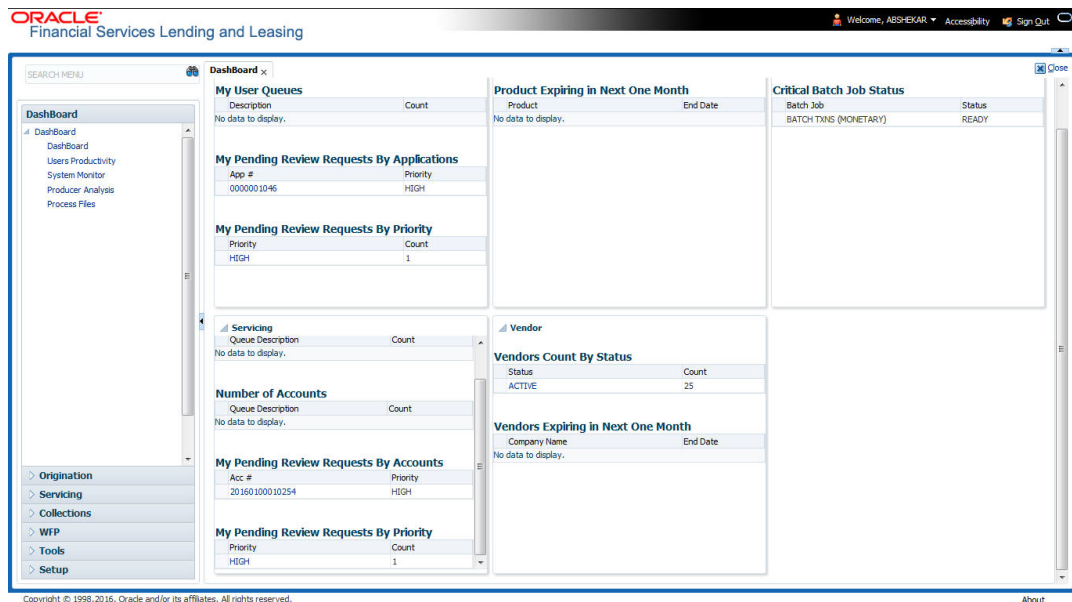 ORACLE
Financial Services Lending and Leasing
Welcome, ABSHEKAR
Accessibility
Sign Out
SEARCH MENU
DashBoard
Close
DashBoard
DashBoard
DashBoard
Users Productivity
System Monitor
Producer Analysis
Process Files
Origination
Servicing
Collections
WFP
Tools
Setup
My User Queues
Description Count
No data to display.
My Pending Review Requests By Applications
App # Priority
0000001046 HIGH
My Pending Review Requests By Priority
Priority Count
HIGH 1
Product Expiring in Next One Month
Product End Date
No data to display.
Critical Batch Job Status
Batch Job Status
BATCH TXNS (MONETARY) READY
Servicing
Queue Description Count
No data to display.
Number of Accounts
Queue Description Count
No data to display.
My Pending Review Requests By Accounts
Acc # Priority
20160100010254 HIGH
My Pending Review Requests By Priority
Priority Count
HIGH 1
Vendor
Vendors Count By Status
Status Count
ACTIVE 25
Vendors Expiring in Next One Month
Company Name End Date
No data to display.
Copyright © 1998,2016, Oracle and/or its affiliates. All rights reserved.
About